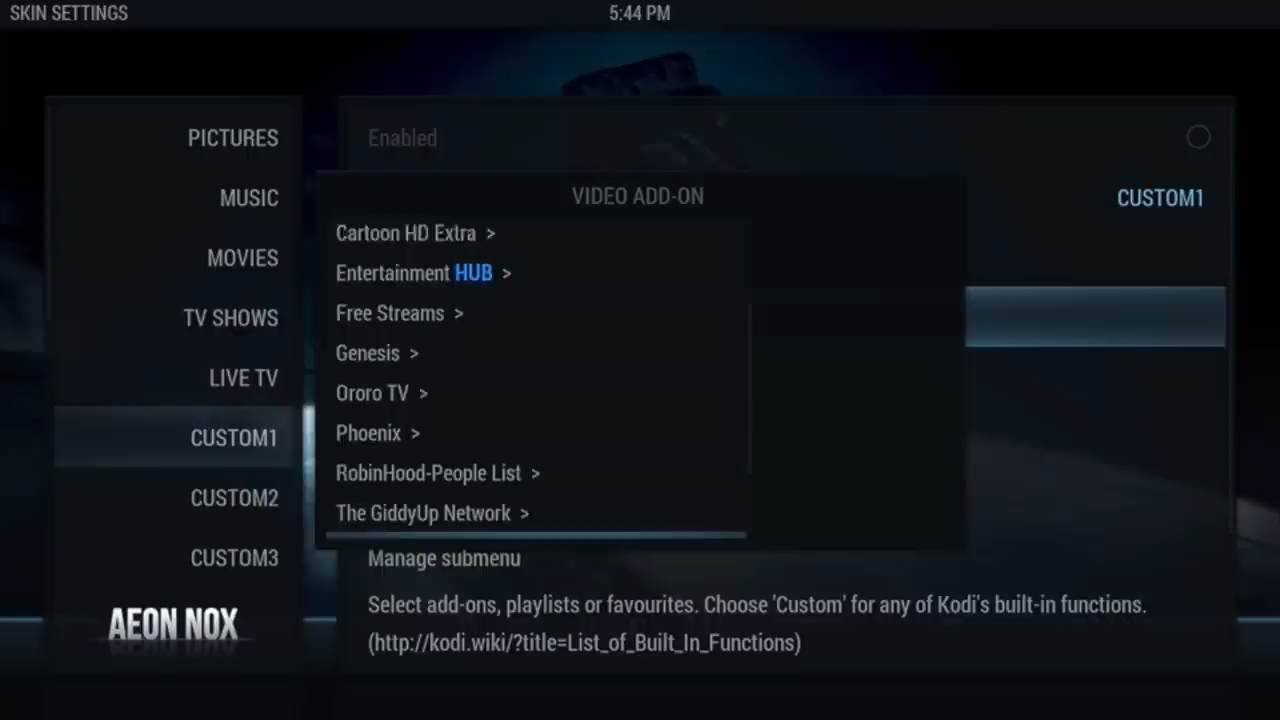 SKIN SETTINGS
5:44 PM
PICTURES
MUSIC
MOVIES
TV SHOWS
LIVE TV
CUSTOM1
CUSTOM2
CUSTOM3
AEON NOX
Enabled
CUSTOM1
VIDEO ADD-ON
Cartoon HD Extra >
Entertainment HUB >
Free Streams >
Genesis >
Ororo TV >
Phoenix >
RobinHood-People List >
The GiddyUp Network >
Manage submenu
Select add-ons, playlists or favourites. Choose 'Custom' for any of Kodi's built-in functions.
(http://kodi.wiki/?title=List_of_Built_In_Functions)